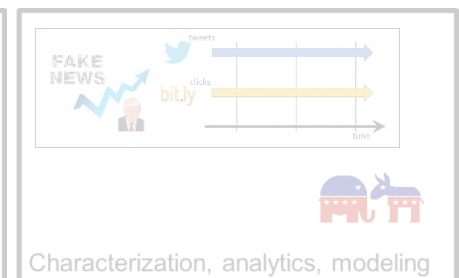 tweets
FAKE
NEWS
clicks
bit.ly
time
Characterization, analytics, modeling